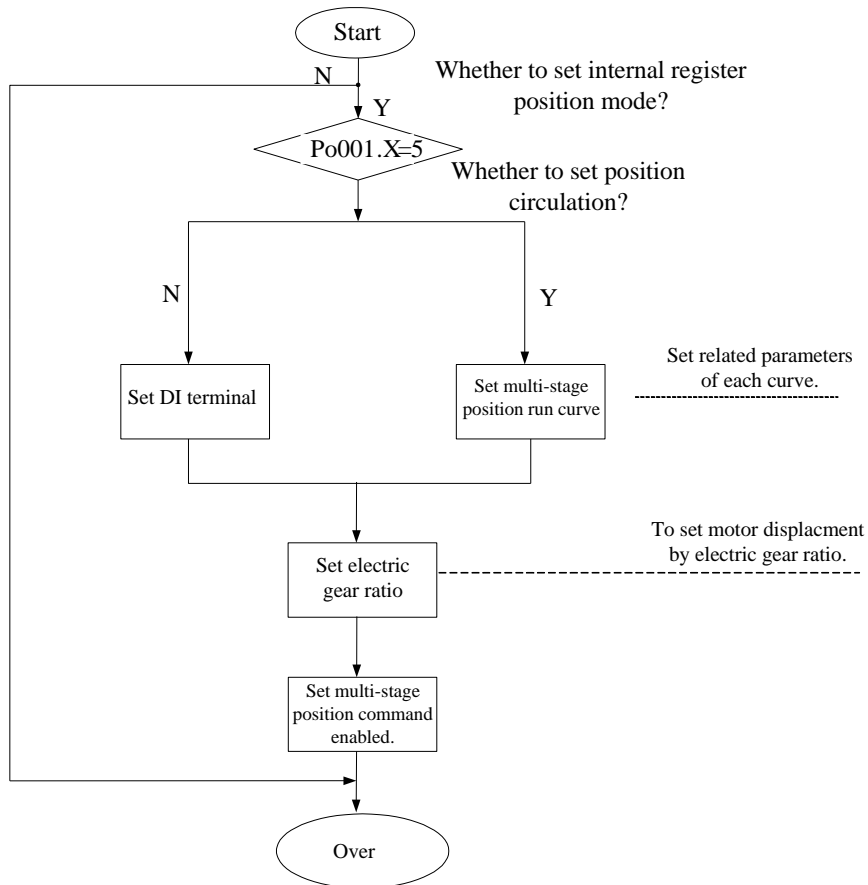 Start
N
Whether to set internal register
position mode?
Y
Po001.X=5
Whether to set position
circulation?
N
Y
Set related parameters
of each curve.
Set DI terminal
Set multi-stage
position run curve
To set motor displacment
by electric gear ratio.
Set electric
gear ratio
Set multi-stage
position command
enabled.
Over